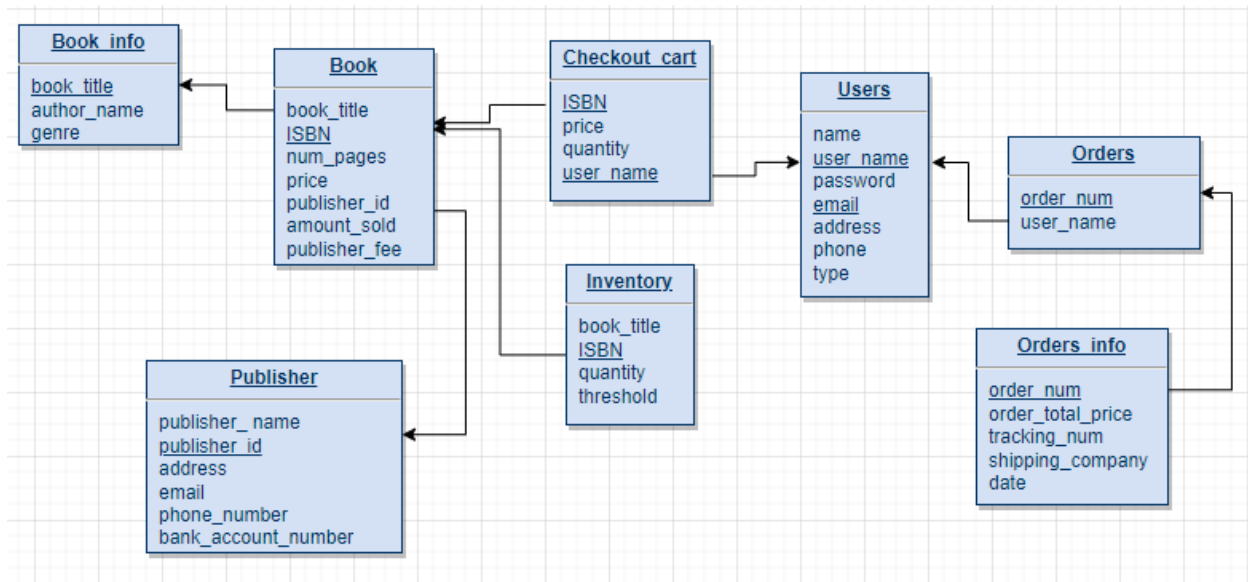 Book_info
book_title
author_name
genre
Book
book_title
ISBN
num_pages
price
publisher_id
amount_sold
publisher_fee
Checkout_cart
ISBN
price
quantity
user_name
Users
name
user_name
password
email
address
phone
type
Orders
order_num
user_name
Inventory
book_title
ISBN
quantity
threshold
Orders_info
order_num
order_total_price
tracking_num
shipping_company
date
Publisher
publisher_ name
publisher_id
address
email
phone_number
bank_account_number